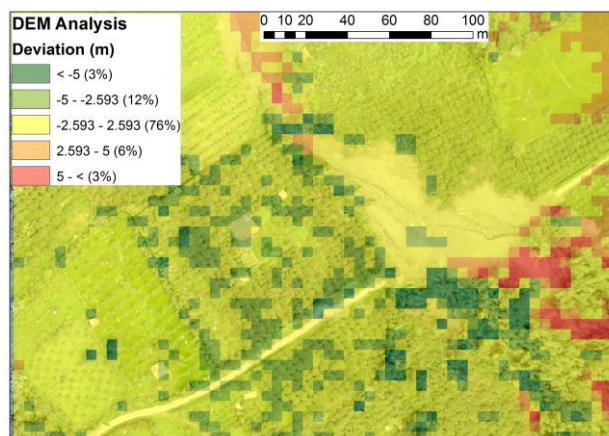 DEM Analysis
Deviation (m)
< -5 (3%)
-5 - -2.593 (12%)
-2.593 - 2.593 (76%)
2.593 - 5 (6%)
5 - < (3%)
0 10 20 40 60 80 100
m